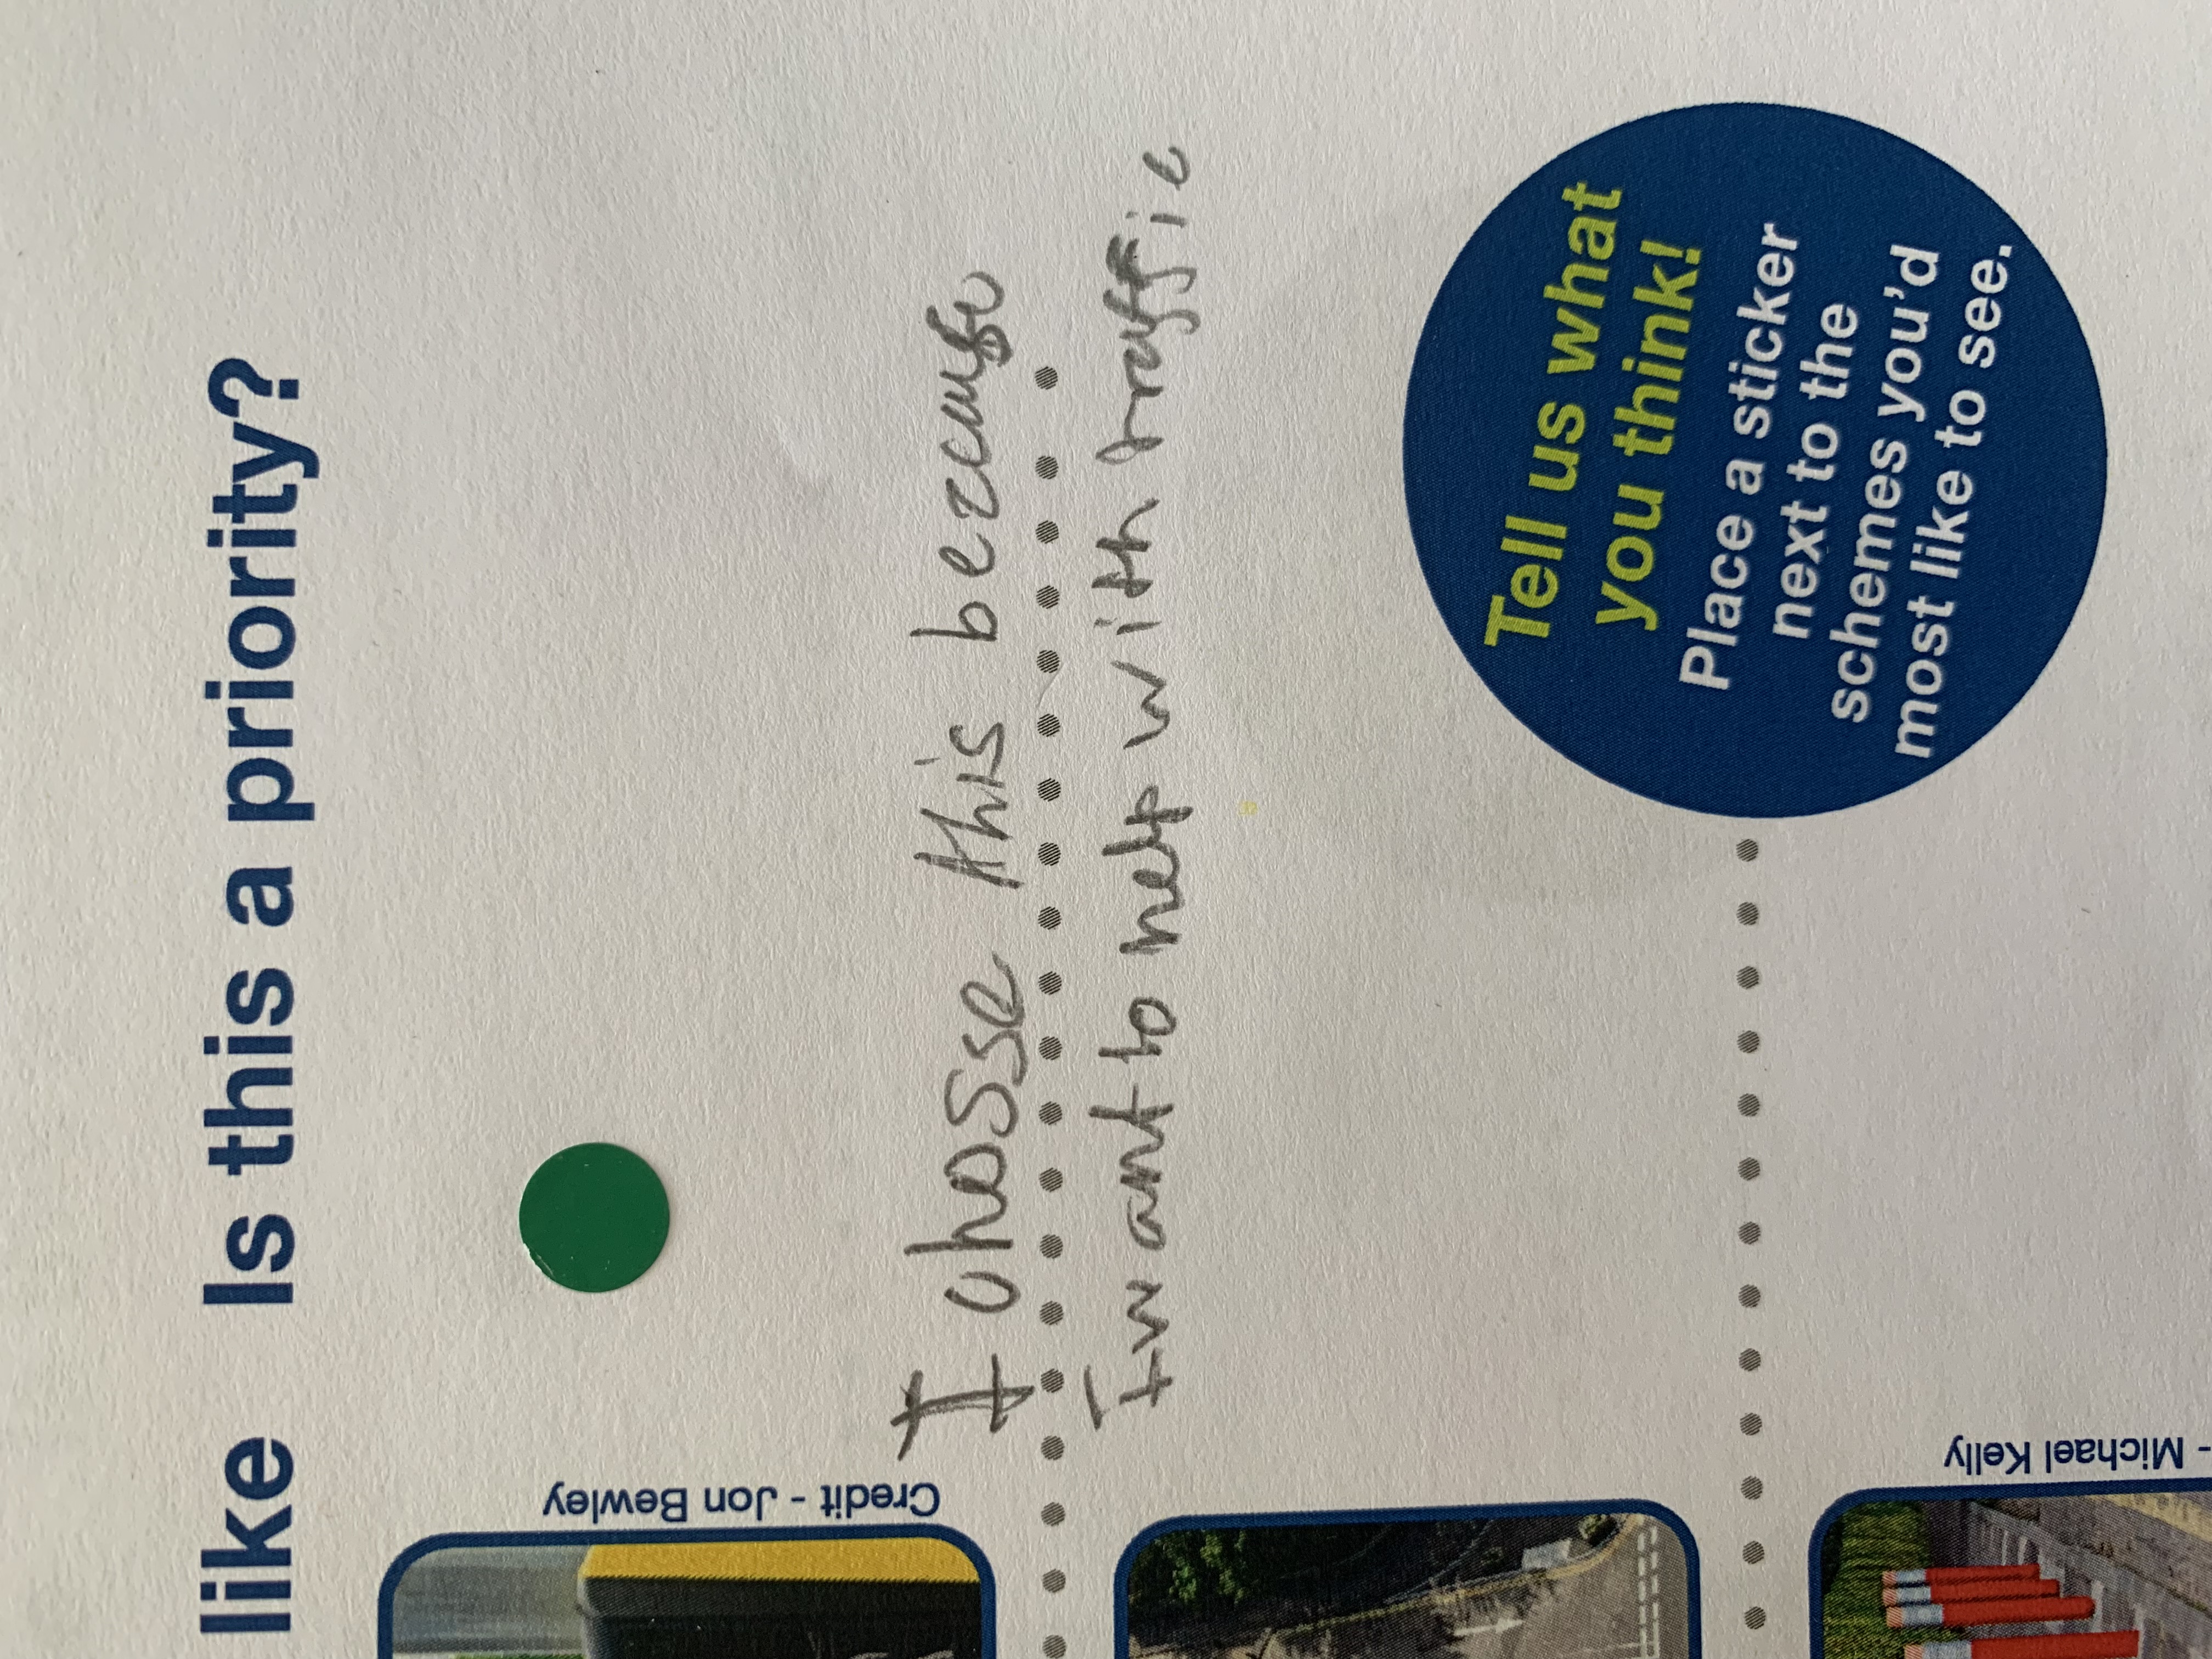 like Is this a priority?
Credit - Jon Bewley
I chosse this because
I want to help with traffic
Tell us what
you think!
Place a sticker
next to the
schemes you'd
most like to see.
- Michael Kelly